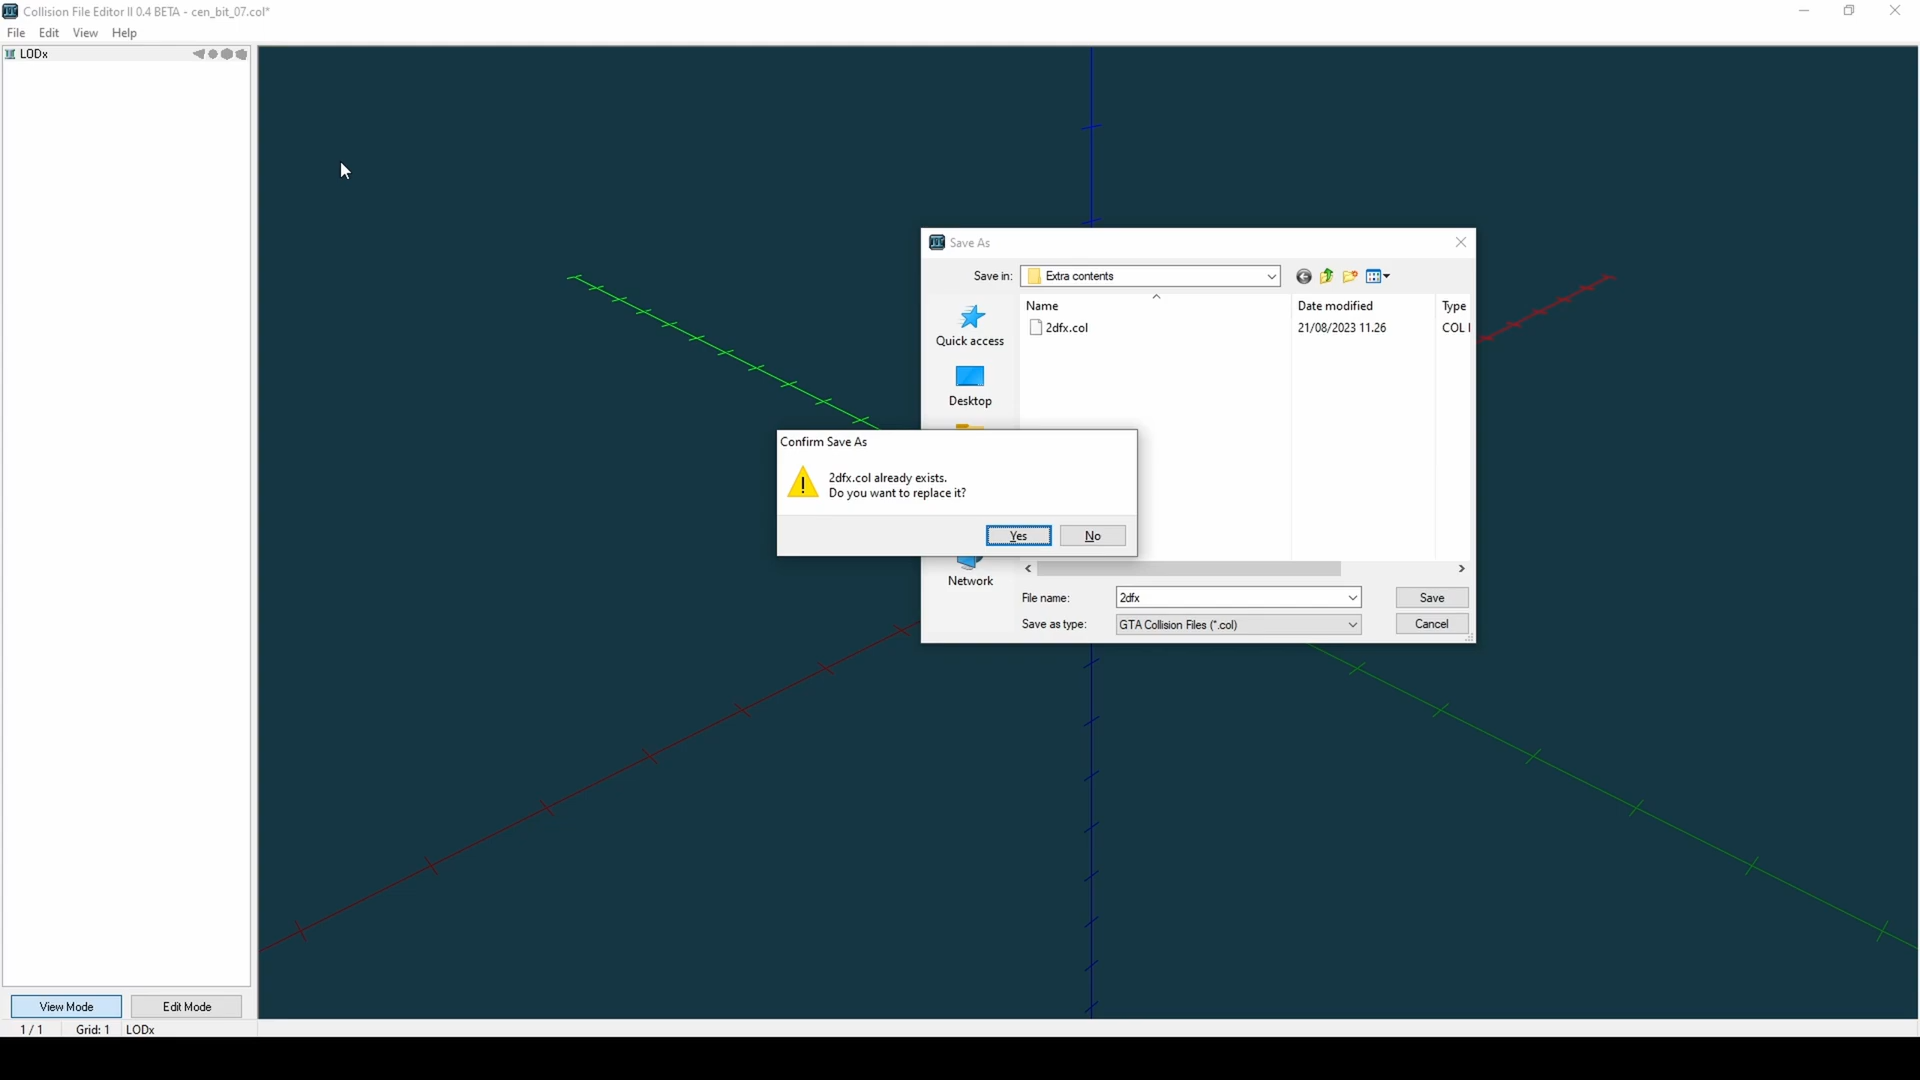 Collision File Editor II 0.4 BETA - cen_bit_07.col*
File Edit View Help
LODx
Save As
Save in: Extra contents
Name Date modified Type
2dfx.col 21/08/2023 11.26 COL
Quick access
Desktop
Confirm Save As
2dfx.col already exists.
Do you want to replace it?
Yes No
Network
File name: 2dfx Save
Save as type: GTA Collision Files (*.col) Cancel
View Mode Edit Mode
1 / 1 Grid: 1 LODx